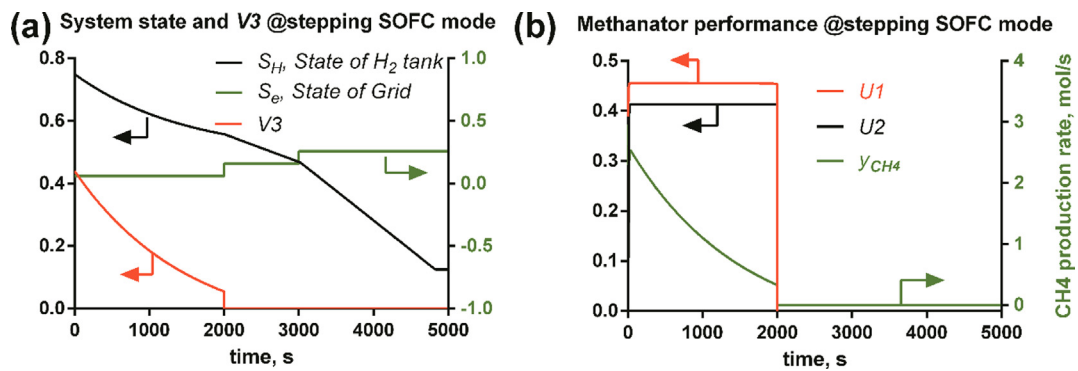 (a) System state and V3 @stepping SOFC mode
0.8
0.6
0.4
0.2
0.0
S_H, State of H₂ tank
S_e, State of Grid
V3
1.0
0.5
0.0
-0.5
-1.0
0 1000 2000 3000 4000 5000
time, s
(b) Methanator performance @stepping SOFC mode
0.5
0.4
0.3
0.2
0.1
0.0
U1
U2
y_CH4
4
3
2
1
0
CH4 production rate, mol/s
0 1000 2000 3000 4000 5000
time, s